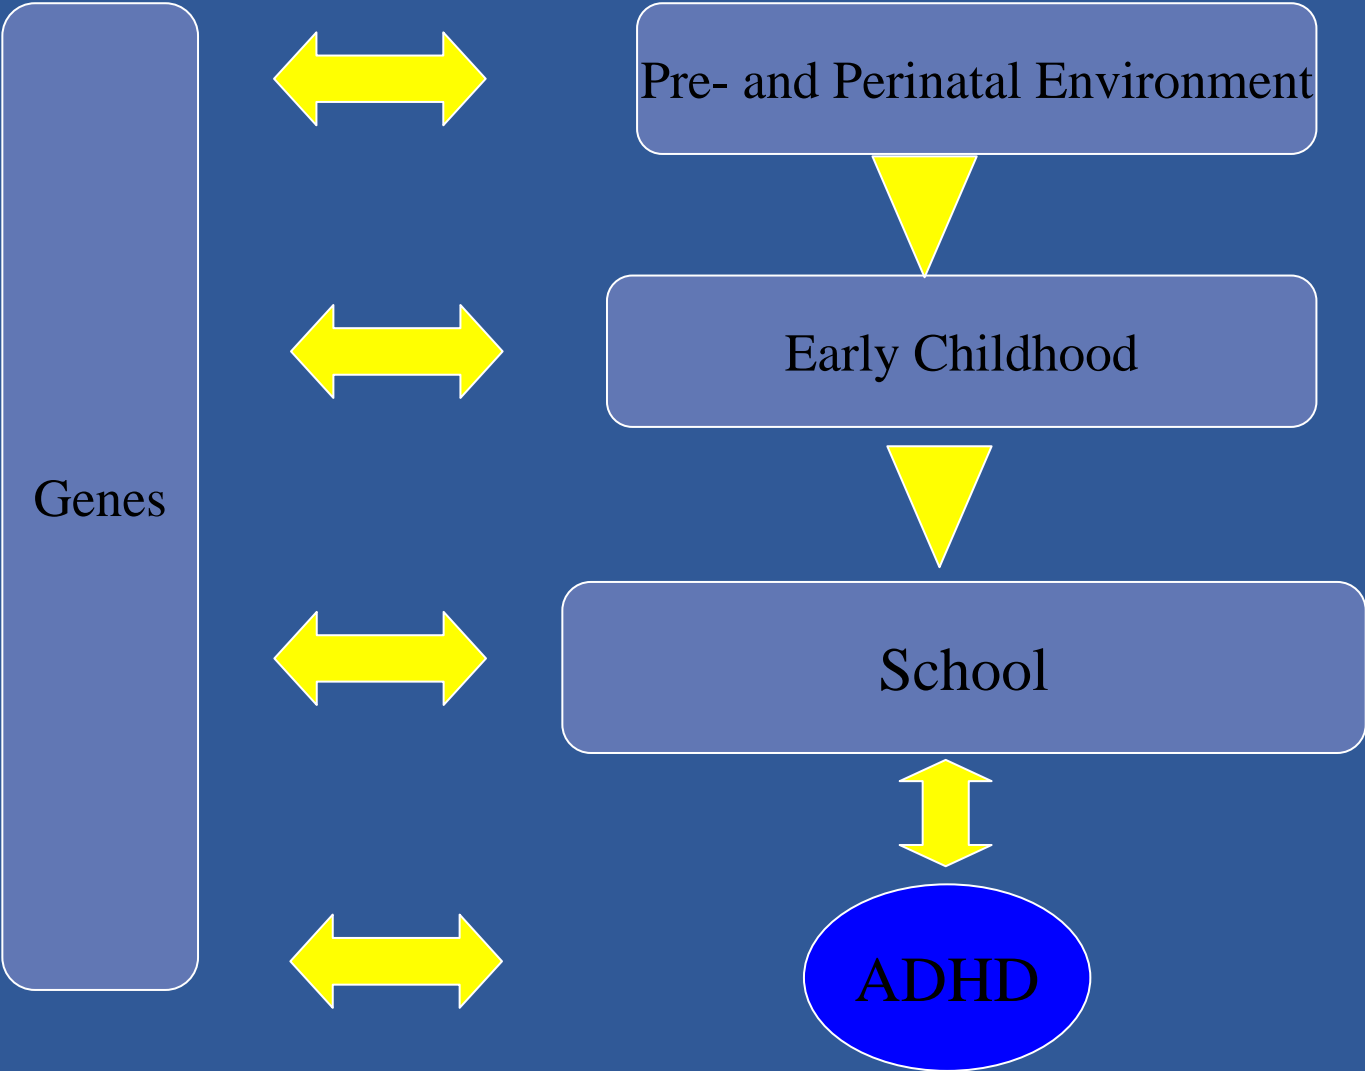 Pre- and Perinatal Environment
Early Childhood
Genes
School
ADHD